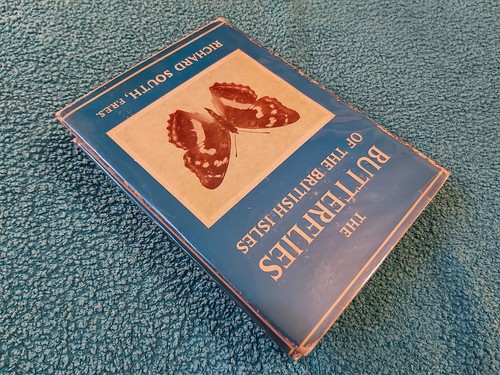 THE
BUTTERFLIES
OF THE BRITISH ISLES
RICHARD SOUTH, F.R.E.S.